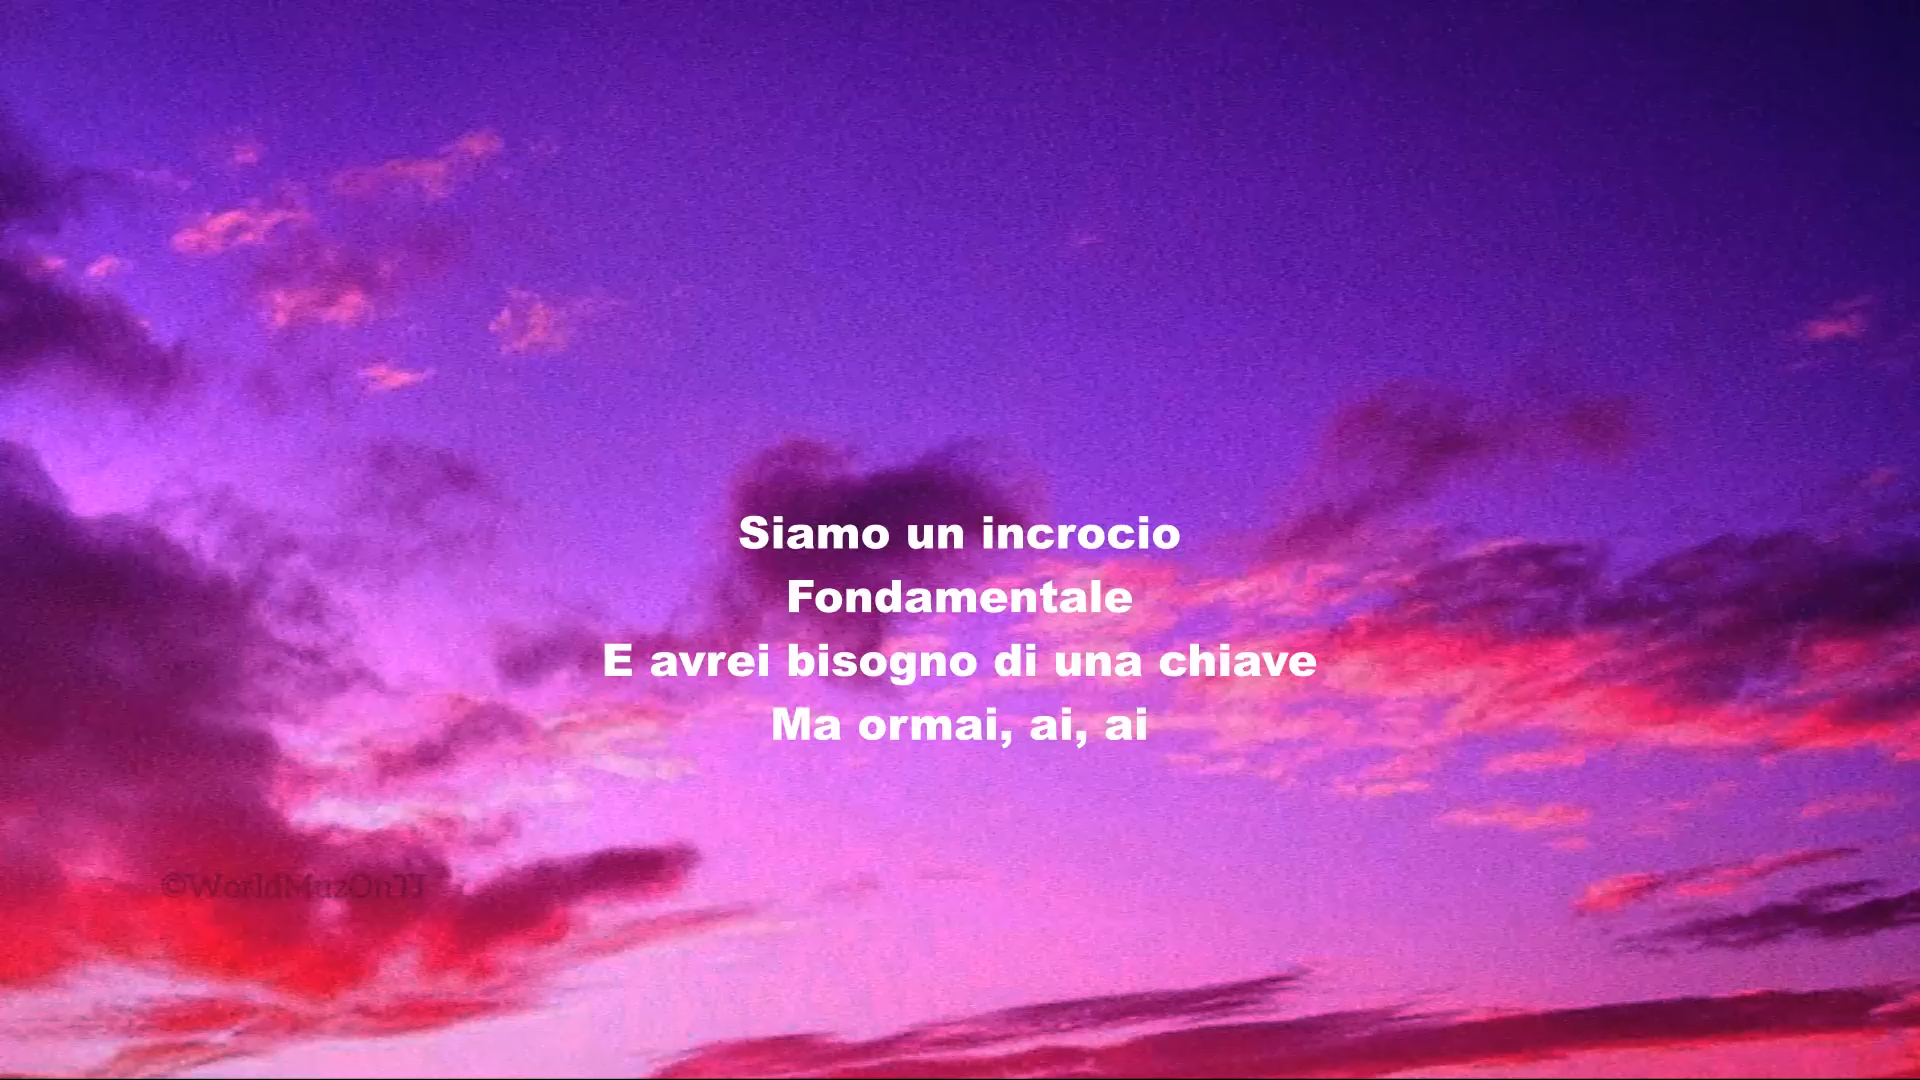 Siamo un incrocio
Fondamentale
E avrei bisogno di una chiave
Ma ormai, ai, ai
©WorldMuzOnTJ